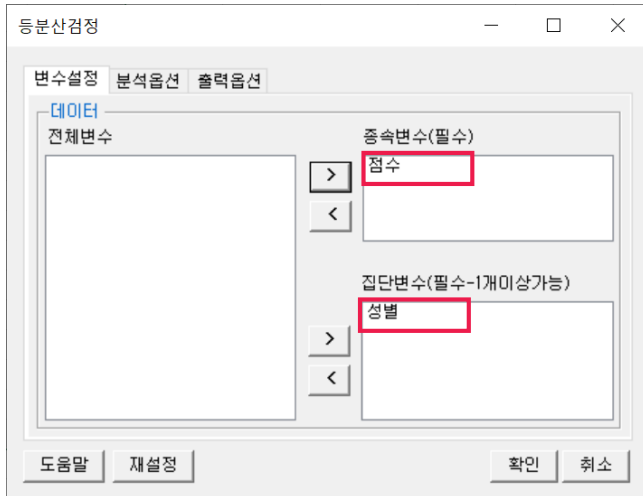 등분산검정
변수설정 분석옵션 출력옵션
데이터
전체변수
종속변수(필수)
점수
>
<
집단변수(필수-1개이상가능)
성별
>
<
도움말 재설정 확인 취소